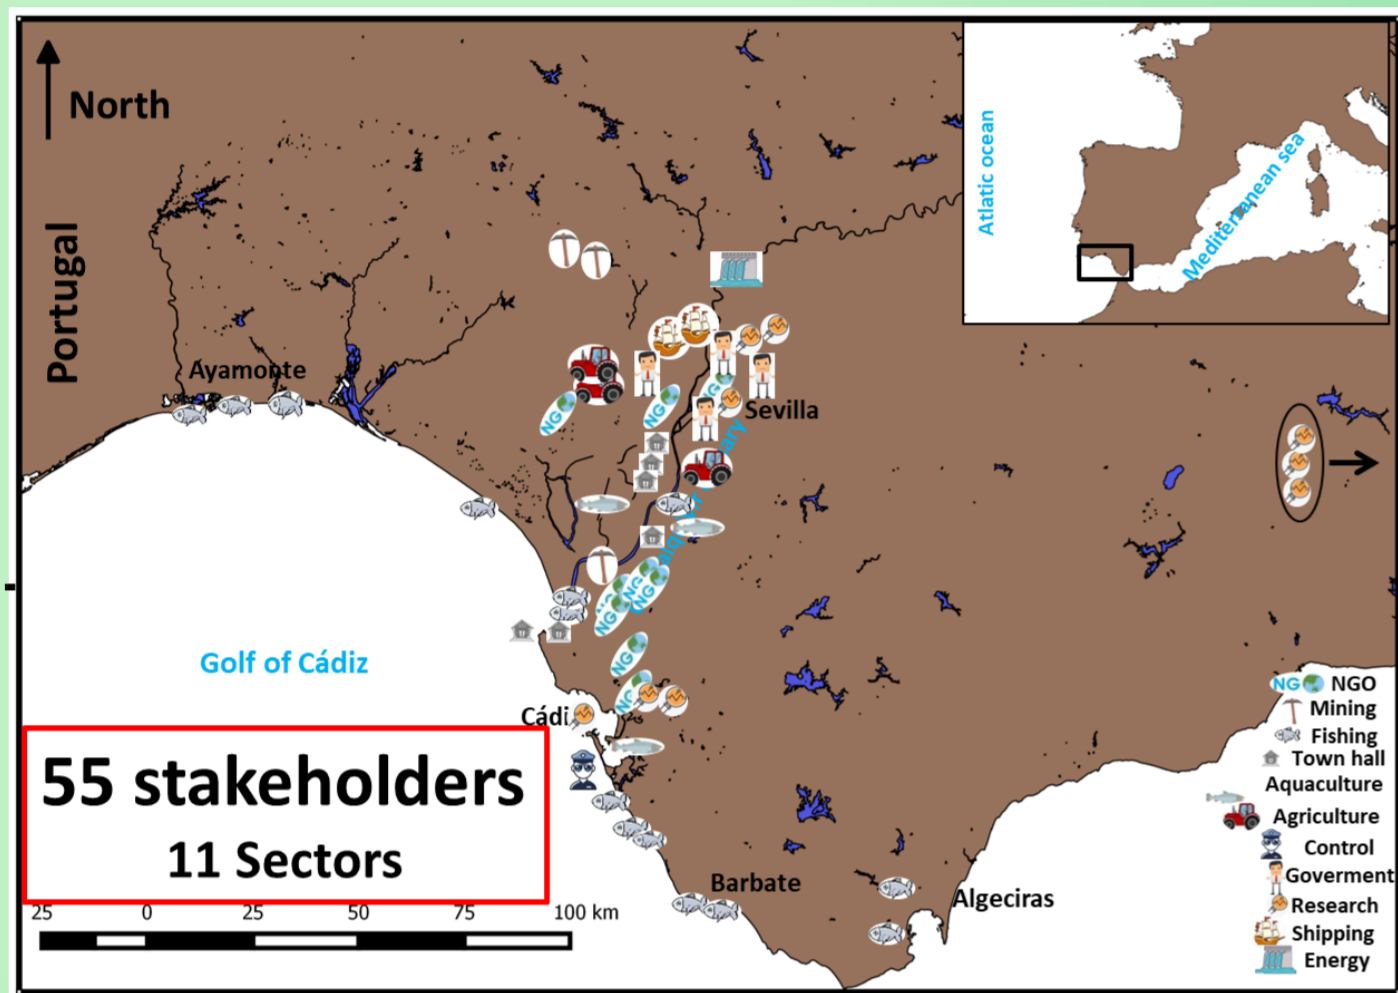 North
Portugal
Ayamonte
Sevilla
Golf of Cádiz
Cádi
Barbate
Algeciras
Atlatic ocean
Mediterranean sea
55 stakeholders
11 Sectors
25 0 25 50 75 100 km
NGO
Mining
Fishing
Town hall
Aquaculture
Agriculture
Control
Goverment
Research
Shipping
Energy